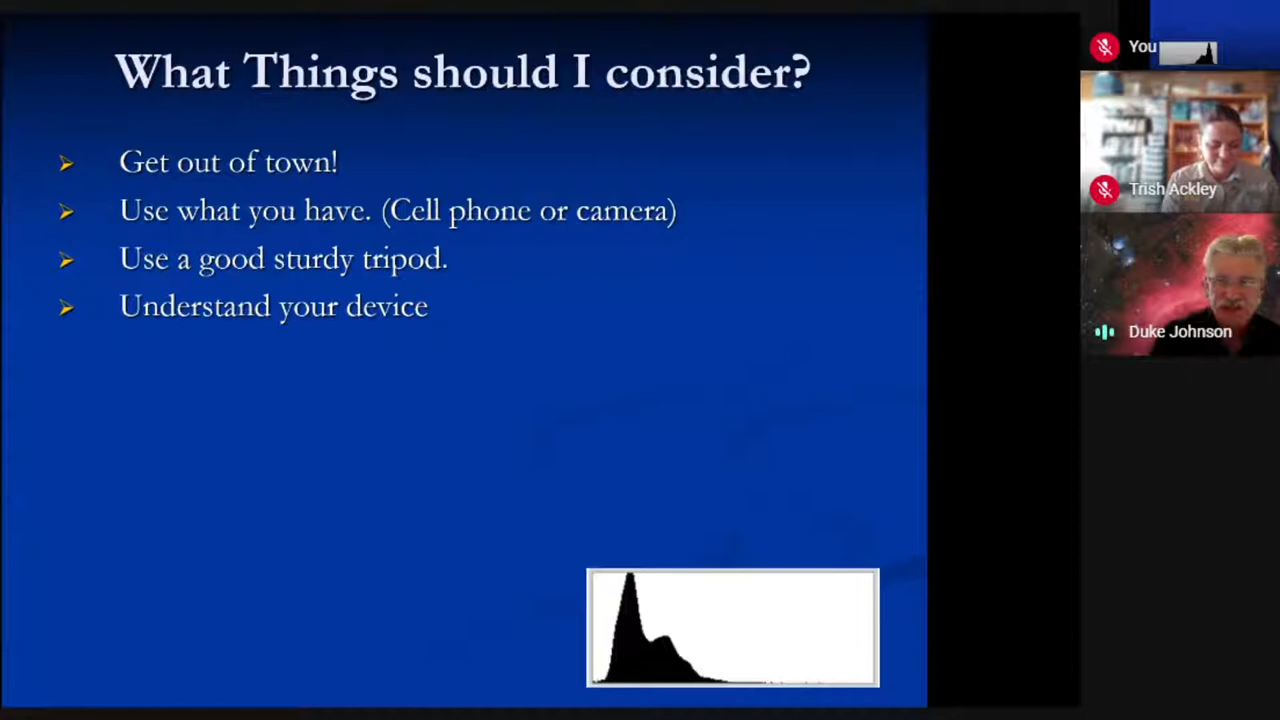 What Things should I consider?
Get out of town!
Use what you have. (Cell phone or camera)
Use a good sturdy tripod.
Understand your device
You
Trish Ackley
Duke Johnson